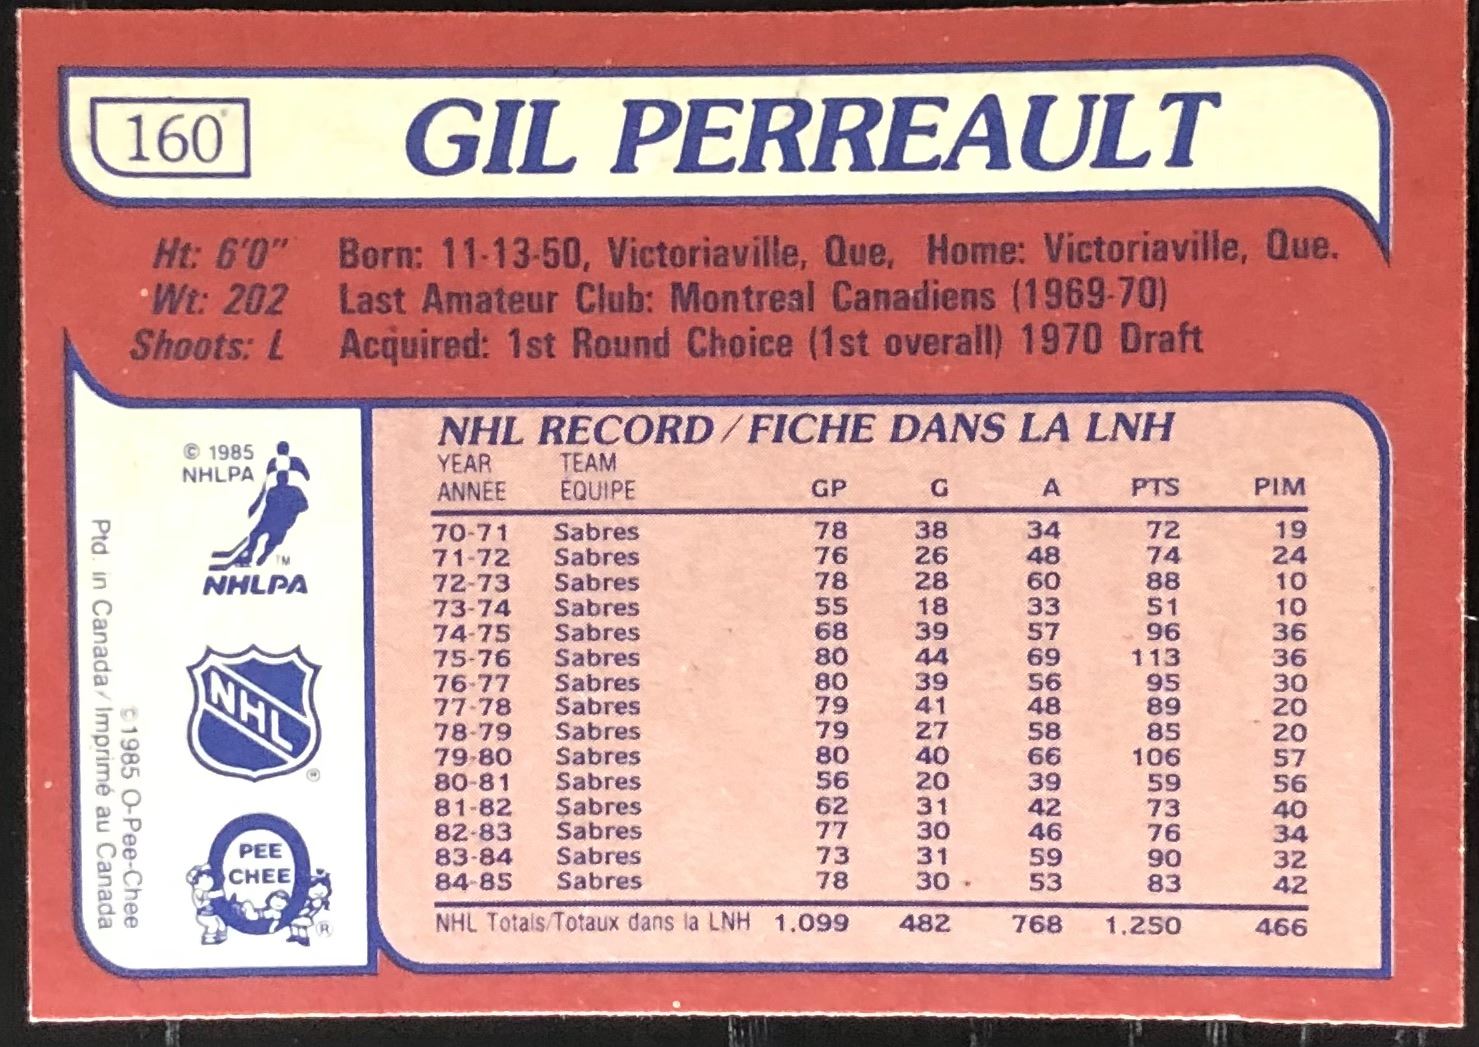 160 GIL PERREAULT
Ht: 6'0" Born: 11-13-50, Victoriaville, Que, Home: Victoriaville, Que.
Wt: 202 Last Amateur Club: Montreal Canadiens (1969-70)
Shoots: L Acquired: 1st Round Choice (1st overall) 1970 Draft
© 1985
NHLPA
TM
NHLPA
NHL
®
PEE
CHEE
®
© 1985 O-Pee-Chee
Ptd. in Canada/Imprimé au Canada
NHL RECORD/FICHE DANS LA LNH
YEAR TEAM
ANNÉE ÉQUIPE GP G A PTS PIM
70-71 Sabres 78 38 34 72 19
71-72 Sabres 76 26 48 74 24
72-73 Sabres 78 28 60 88 10
73-74 Sabres 55 18 33 51 10
74-75 Sabres 68 39 57 96 36
75-76 Sabres 80 44 69 113 36
76-77 Sabres 80 39 56 95 30
77-78 Sabres 79 41 48 89 20
78-79 Sabres 79 27 58 85 20
79-80 Sabres 80 40 66 106 57
80-81 Sabres 56 20 39 59 56
81-82 Sabres 62 31 42 73 40
82-83 Sabres 77 30 46 76 34
83-84 Sabres 73 31 59 90 32
84-85 Sabres 78 30 53 83 42
NHL Totals/Totaux dans la LNH 1.099 482 768 1.250 466